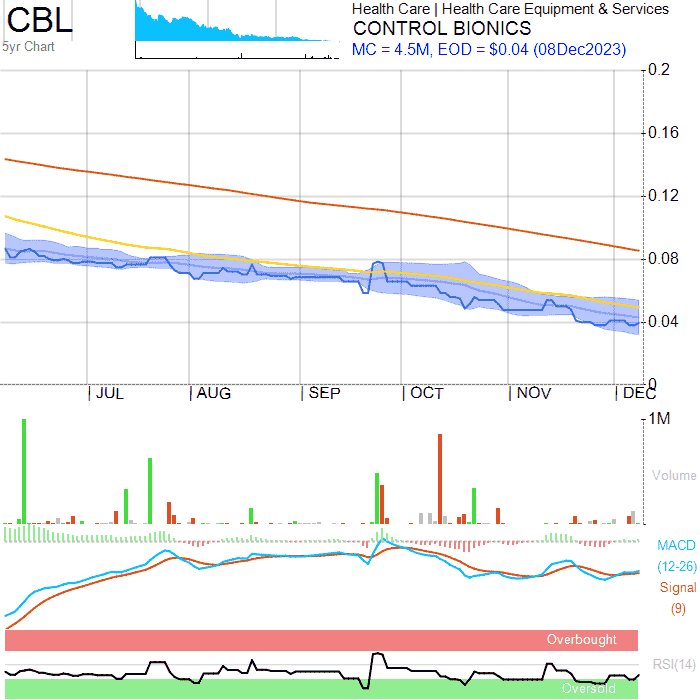 CBL
5yr Chart
Health Care | Health Care Equipment & Services
CONTROL BIONICS
MC = 4.5M, EOD = $0.04 (08Dec2023)
0.2
0.16
0.12
0.08
0.04
0
JUL AUG SEP OCT NOV DEC
1M
Volume
MACD
(12-26)
Signal
(9)
Overbought
RSI(14)
Oversold